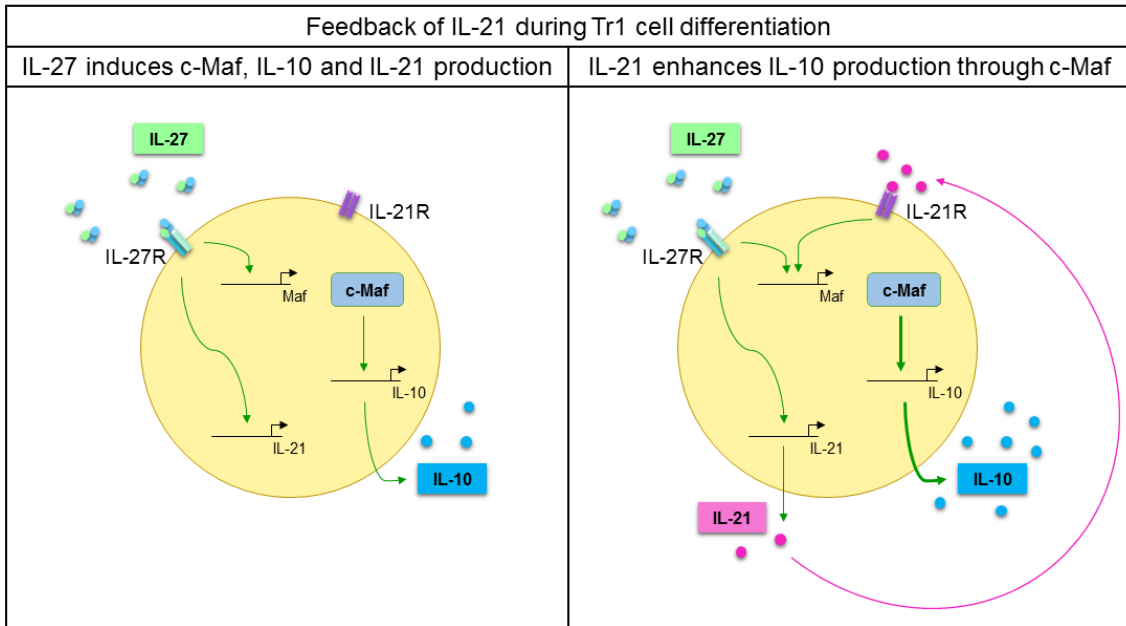 Feedback of IL-21 during Tr1 cell differentiation
IL-27 induces c-Maf, IL-10 and IL-21 production
IL-27
IL-21R
IL-27R
Maf
c-Maf
IL-10
IL-21
IL-10
IL-21 enhances IL-10 production through c-Maf
IL-27
IL-21R
IL-27R
Maf
c-Maf
IL-10
IL-21
IL-10
IL-21